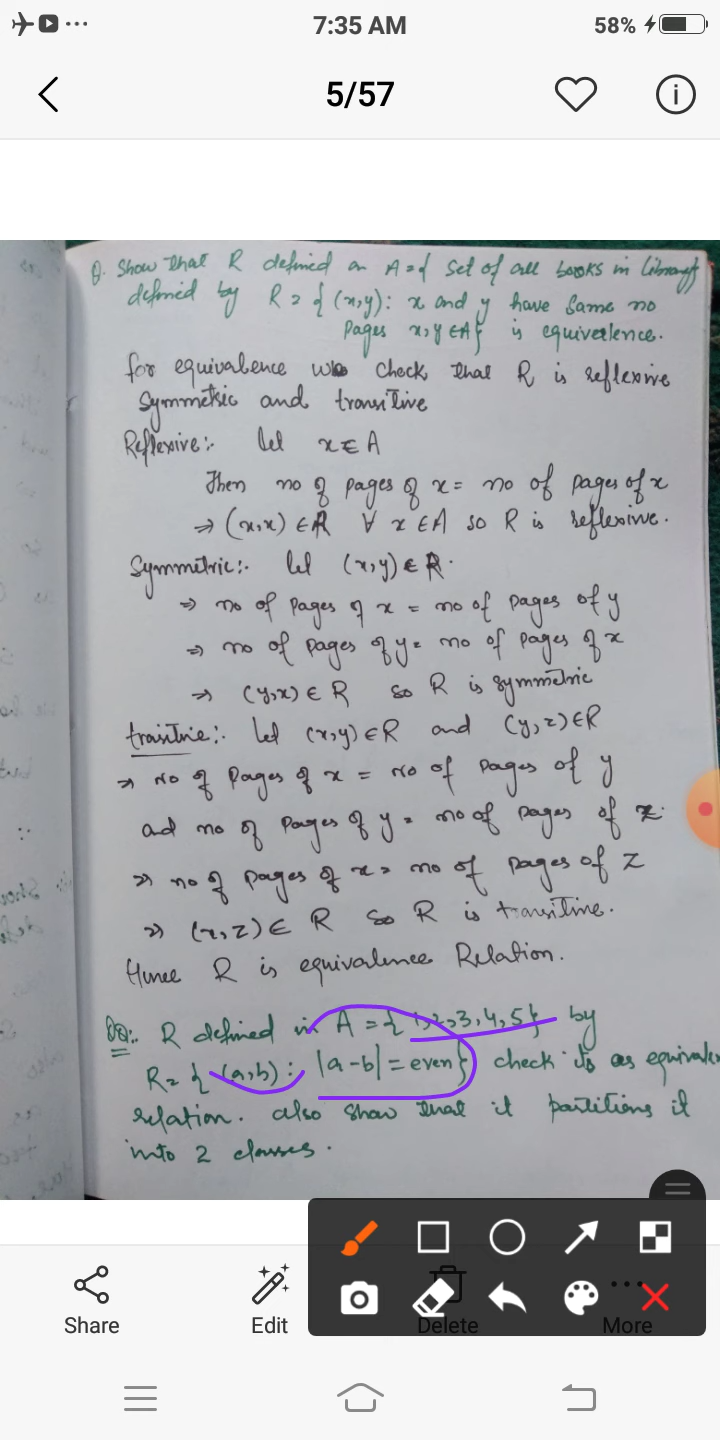 7:35 AM
58%
5/57
Q. Show that R defined on A = { set of all books in library
defined by R = { (x,y): x and y have same no
pages x,y ∈ A} is equivalence.
for equivalence we check that R is reflexive
Symmetric and transitive
Reflexive:- let x ∈ A
Then no of pages of x = no of pages of x
⇒ (x,x) ∈ R ∀ x ∈ A so R is reflexive.
Symmetric:- let (x,y) ∈ R.
⇒ no of pages of x = no of pages of y
⇒ no of pages of y = no of pages of x
⇒ (y,x) ∈ R so R is symmetric
transitive:- let (x,y) ∈ R and (y,z) ∈ R
⇒ No of pages of x = no of pages of y
and no of pages of y = no of pages of z.
⇒ no of pages of x = no of pages of z
⇒ (x,z) ∈ R so R is transitive.
Hence R is equivalence Relation.
R defined in A = { 1,2,3,4,5} by
R = { (a,b) : |a-b| = even} check as
relation. also show that it partitions it
into 2 classes.
Share
Edit
Delete
More